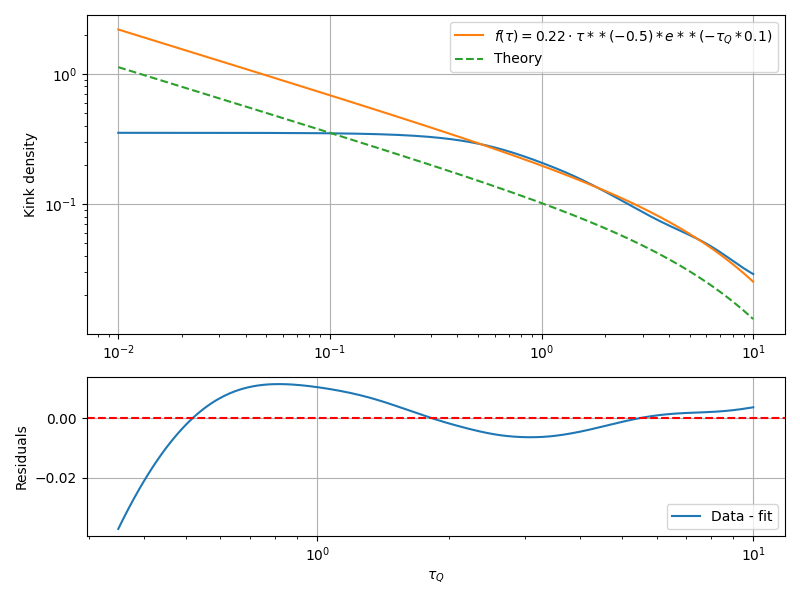 f(τ) = 0.22 · τ * *(−0.5) * e * *(−τ_Q * 0.1)
Theory
Kink density
10^0
10^−1
10^−2 10^−1 10^0 10^1
Residuals
0.00
−0.02
Data - fit
10^0 10^1
τ_Q